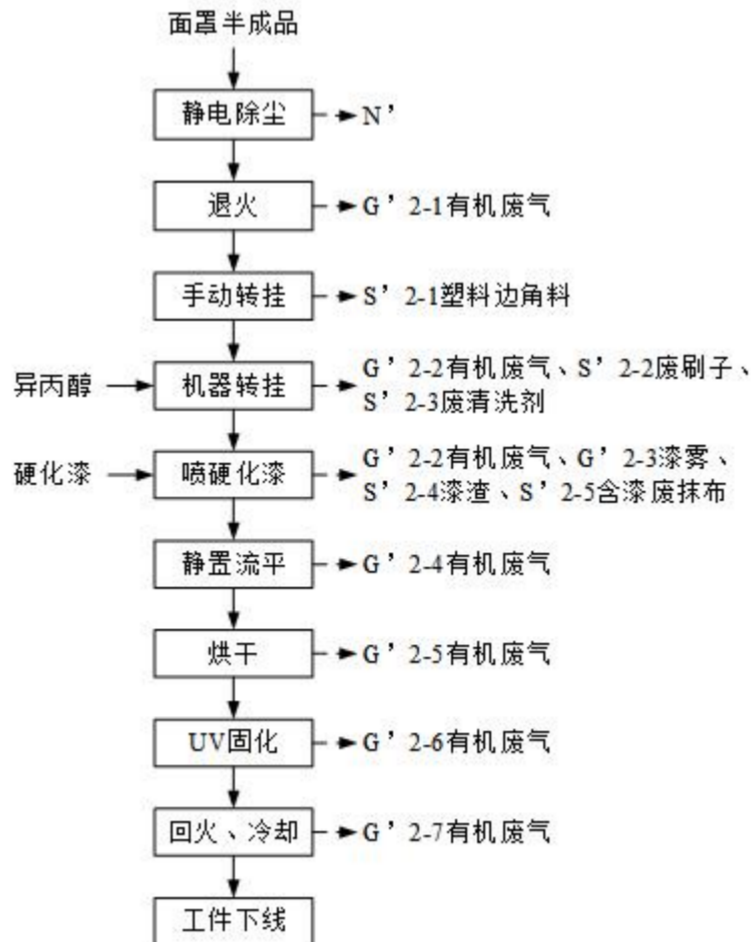 面罩半成品
静电除尘
N’
退火
G’2-1有机废气
手动转挂
S’2-1塑料边角料
异丙醇
机器转挂
G’2-2有机废气、S’2-2废刷子、
S’2-3废清洗剂
硬化漆
喷硬化漆
G’2-2有机废气、G’2-3漆雾、
S’2-4漆渣、S’2-5含漆废抹布
静置流平
G’2-4有机废气
烘干
G’2-5有机废气
UV固化
G’2-6有机废气
回火、冷却
G’2-7有机废气
工件下线